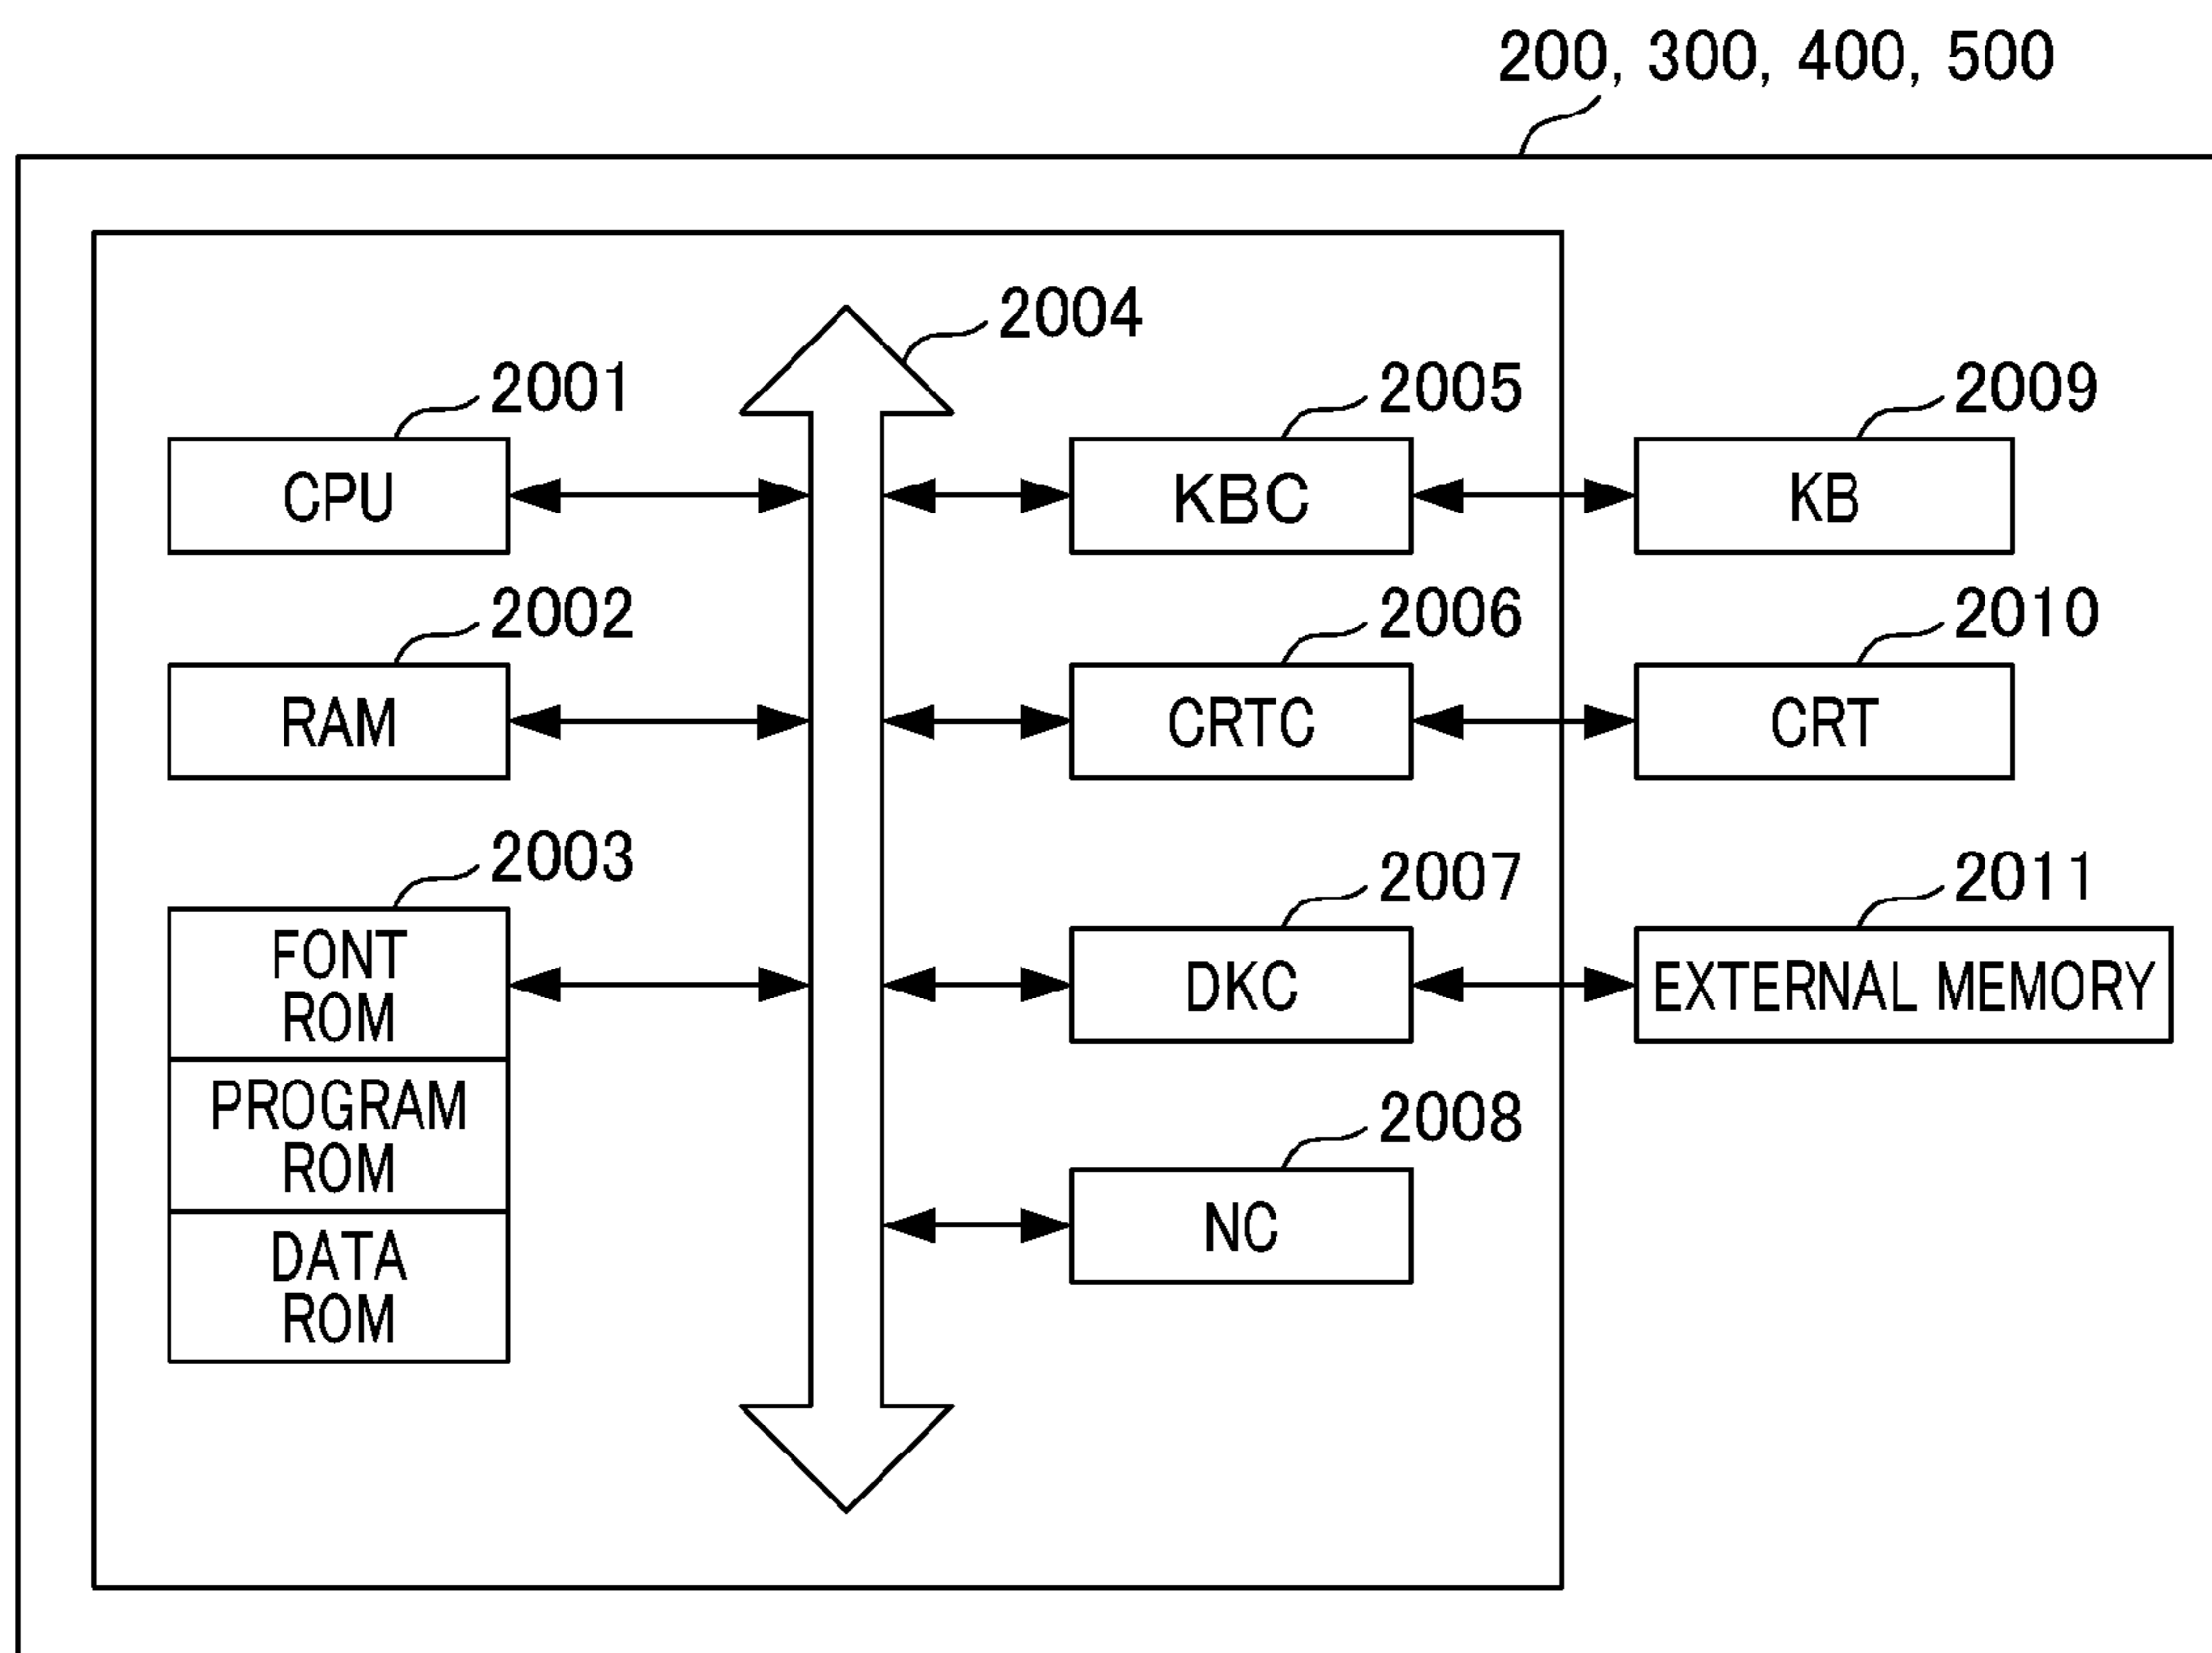 200, 300, 400, 500
2004
2001
2005
2009
CPU
KBC
KB
2002
2006
2010
RAM
CRTC
CRT
2003
2007
2011
FONT
ROM
DKC
EXTERNAL MEMORY
PROGRAM
ROM
2008
NC
DATA
ROM